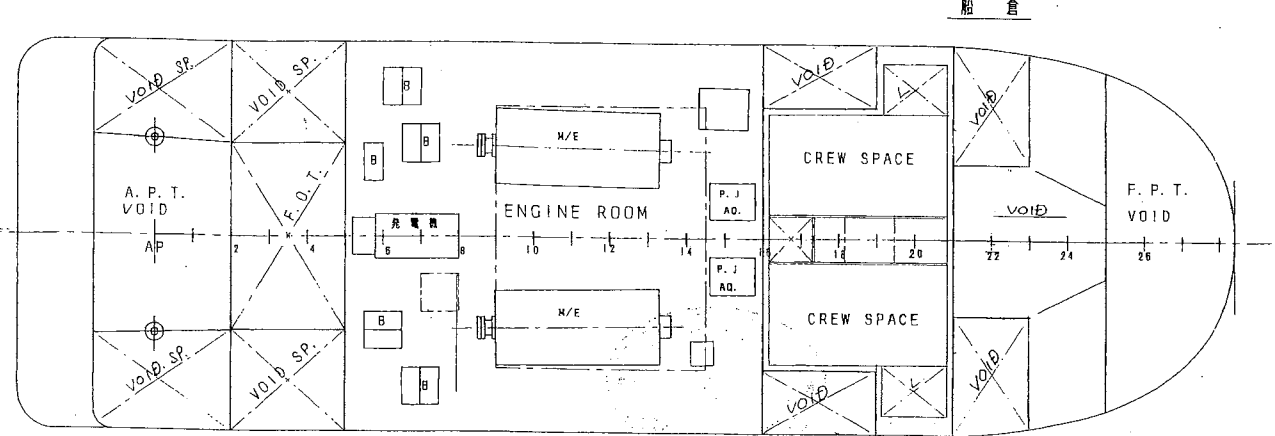 船倉
VOID SP.
VOID SP.
B
B
B
M/E
VOID
L
VOID
CREW SPACE
A.P.T.
VOID
F.O.T.
発電機
ENGINE ROOM
P.J
AQ.
VOID
F.P.T.
VOID
AP
2
4
6
8
10
12
14
16
18
20
22
24
26
P.J
AQ.
B
M/E
CREW SPACE
VOID SP.
VOID SP.
B
VOID
L
VOID